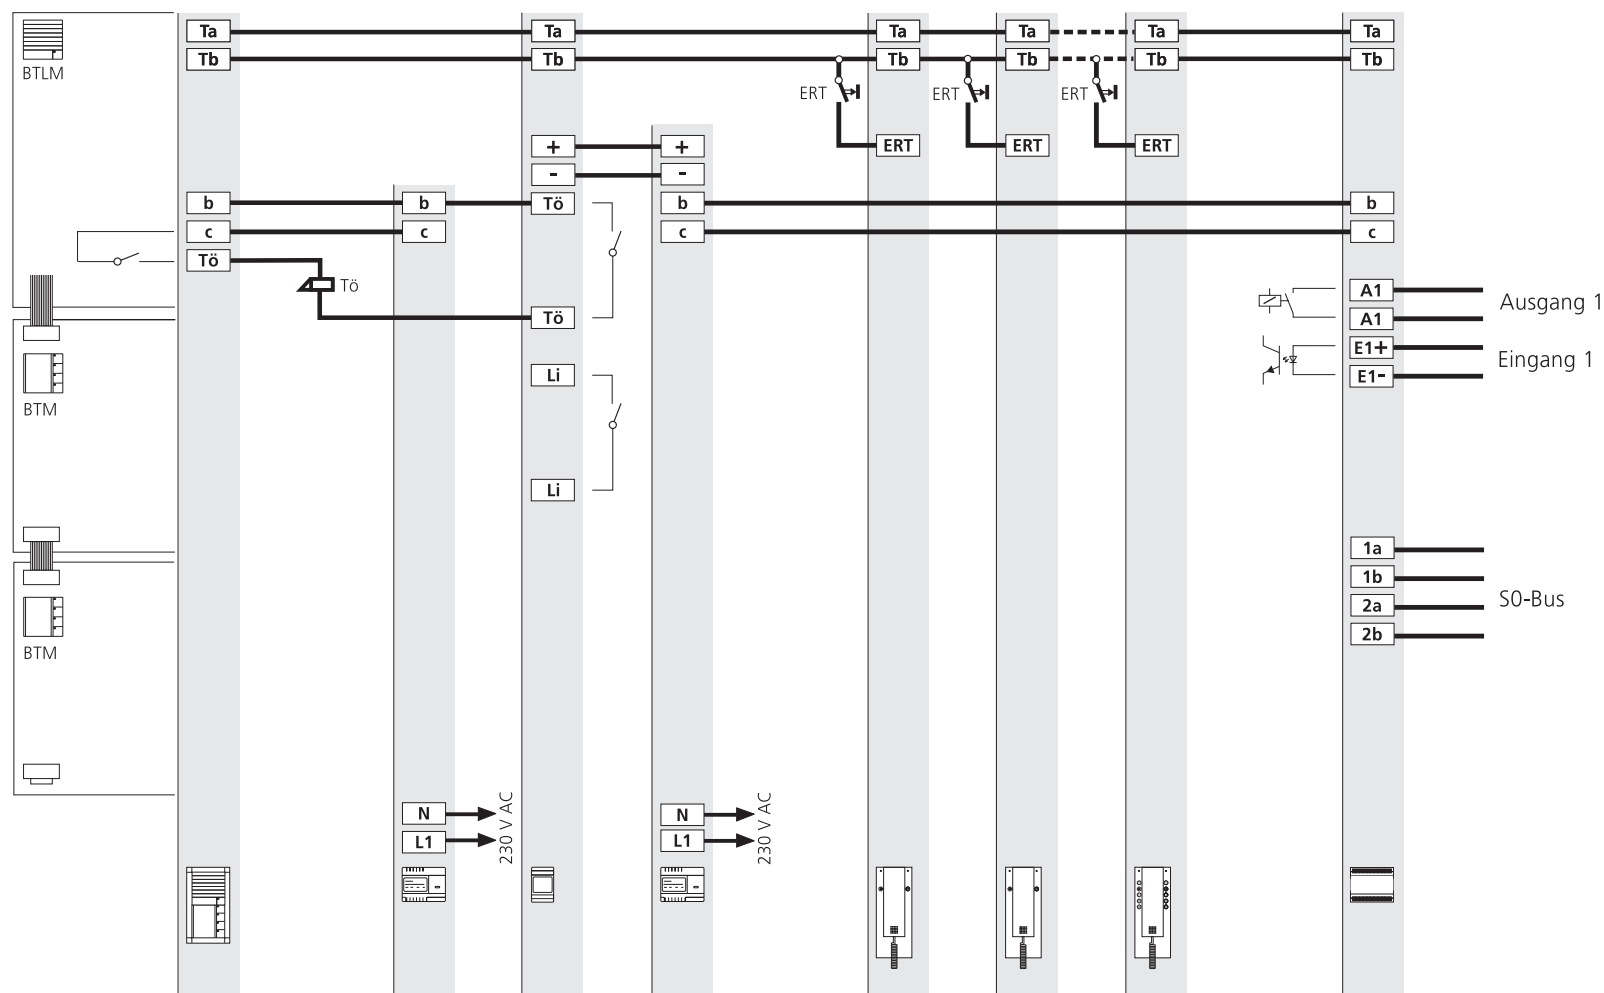 Ta Ta Ta Ta Ta Ta
BTLM Tb Tb Tb Tb Tb Tb
ERT ERT ERT
+ + ERT ERT ERT
- -
b b Tö b b
c c c c
Tö Tö
A1 Ausgang 1
Tö A1
E1+ Eingang 1
Li E1-
BTM
Li
1a
1b
2a S0-Bus
2b
BTM
N N
L1 230 V AC L1 230 V AC